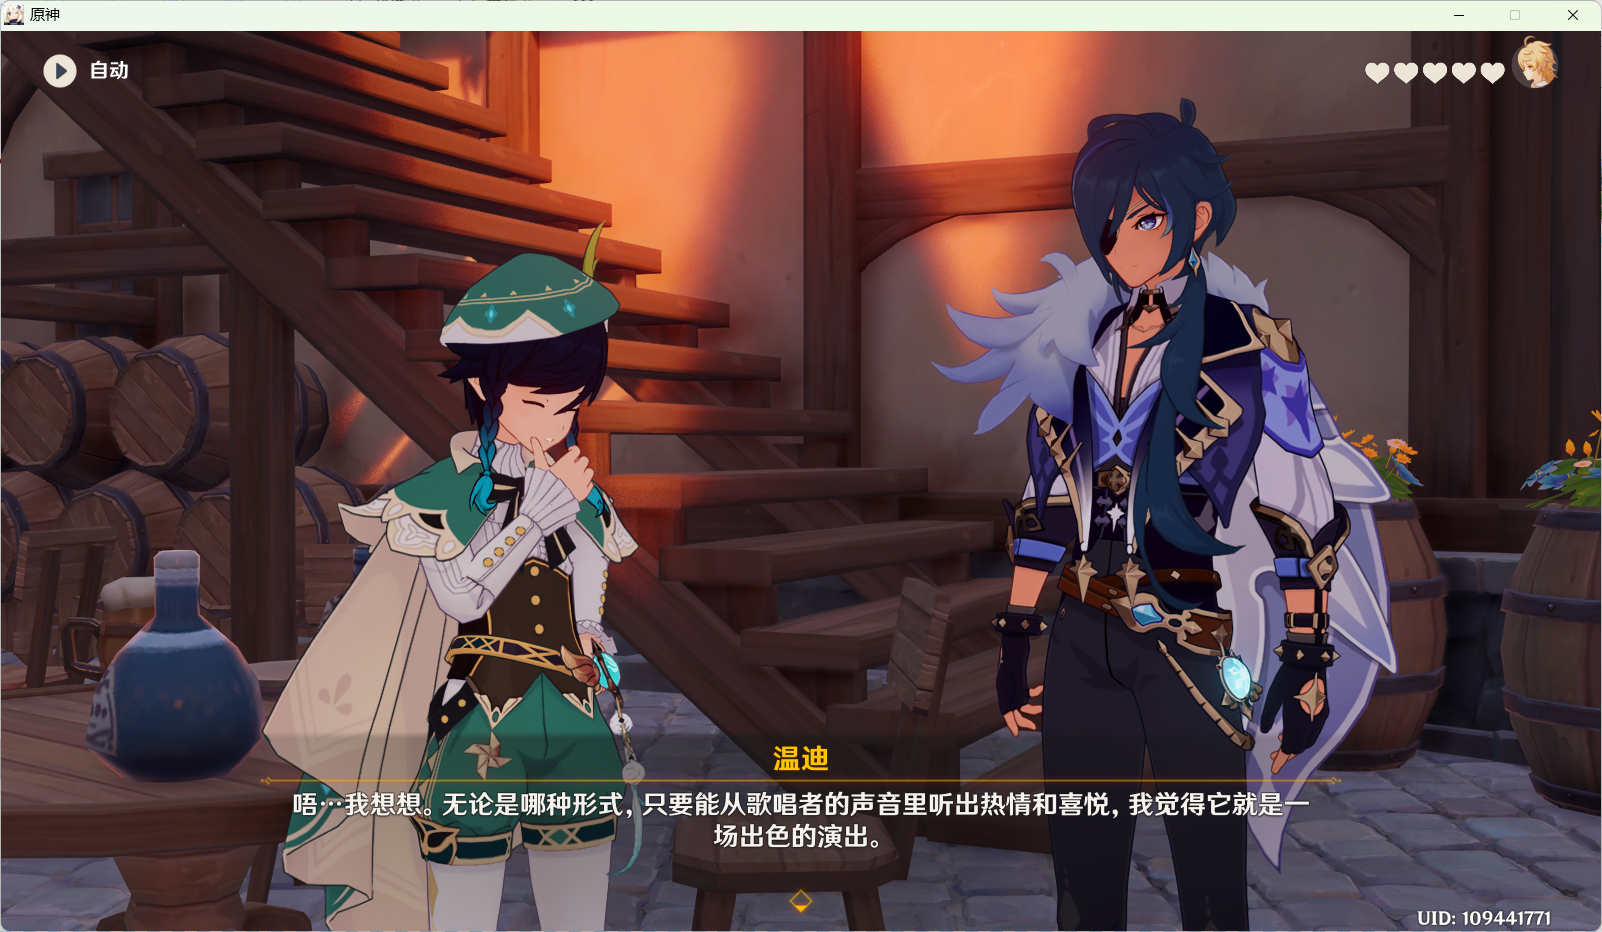 原神
自动
温迪
唔…我想想。无论是哪种形式，只要能从歌唱者的声音里听出热情和喜悦，我觉得它就是一
场出色的演出。
UID: 109441771